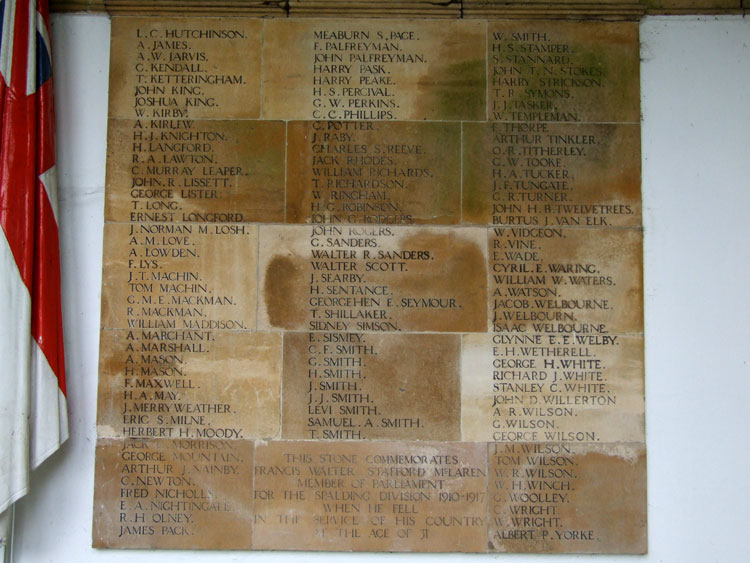 L. C. HUTCHINSON.
A. JAMES.
A. W. JARVIS.
G. KENDALL.
T. KETTERINGHAM.
JOHN KING.
JOSHUA KING.
W. KIRBY.
A. KIRLEW.
H. J. KNIGHTON.
H. LANGFORD.
R. A. LAWTON.
C. MURRAY LEAPER.
JOHN. R. LISSETT.
GEORGE LISTER.
T. LONG.
ERNEST LONGFORD.
J. NORMAN M. LOSH.
A. M. LOVE.
A. LOWDEN.
F. LYS.
J. T. MACHIN.
TOM MACHIN.
G. M. E. MACKMAN.
R. MACKMAN.
WILLIAM MADDISON.
A. MARCHANT.
A. MARSHALL.
A. MASON.
H. MASON.
F. MAXWELL.
H. A. MAY.
J. MERRYWEATHER.
ERIC S. MILNE.
HERBERT H. MOODY.
JACK C. MORRISON.
GEORGE MOUNTAIN.
ARTHUR J. NAINBY.
C. NEWTON.
FRED NICHOLLS.
E. A. NIGHTINGALE.
R. H. OLNEY.
JAMES PACK.
MEABURN S. PAGE.
F. PALFREYMAN.
JOHN PALFREYMAN.
HARRY PASK.
HARRY PEAKE.
H. S. PERCIVAL.
G. W. PERKINS.
C. C. PHILLIPS.
C. POTTER.
J. RABY.
CHARLES S. REEVE.
JACK RHODES.
WILLIAM RICHARDS.
T. RICHARDSON.
W. RINGHAM.
H. G. ROBINSON.
JOHN G. RODGERS.
JOHN ROGERS.
G. SANDERS.
WALTER R. SANDERS.
WALTER SCOTT.
J. SEARBY.
H. SENTANCE.
GEORGEHEN E. SEYMOUR.
T. SHILLAKER.
SIDNEY SIMSON.
E. SISMEY.
C. F. SMITH.
G. SMITH.
H. SMITH.
J. SMITH.
J. J. SMITH.
LEVI SMITH.
SAMUEL. A. SMITH.
T. SMITH.
THIS STONE COMMEMORATES
FRANCIS WALTER STAFFORD McLAREN
MEMBER OF PARLIAMENT
FOR THE SPALDING DIVISION 1910-1917
WHEN HE FELL
IN THE SERVICE OF HIS COUNTRY
AT THE AGE OF 31
W. SMITH.
H. S. STAMPER.
S. STANNARD.
JOHN T. N. STOKES.
HARRY STRICKSON.
T. R. SYMONS.
J. J. TASKER.
W. TEMPLEMAN.
F. THORPE.
ARTHUR TINKLER.
O. R. TITHERLEY.
G. W. TOOKE.
H. A. TUCKER.
J. F. TUNGATE.
G. R. TURNER.
JOHN H. B. TWELVETREES.
BURTUS J. VAN ELK.
W. VIDGEON.
R. VINE.
E. WADE.
CYRIL. E. WARING.
WILLIAM W. WATERS.
A. WATSON.
JACOB WELBOURNE.
J. WELBOURN.
ISAAC WELBOURNE.
GLYNNE E. E. WELBY.
E. H. WETHERELL.
GEORGE H. WHITE.
RICHARD J. WHITE.
STANLEY C. WHITE.
JOHN D. WILLERTON
A. R. WILSON.
G. WILSON.
GEORGE WILSON.
J. M. WILSON.
TOM WILSON.
W. R. WILSON.
W. H. WINCH.
G. WOOLLEY.
C. WRIGHT
W. WRIGHT.
ALBERT P. YORKE.